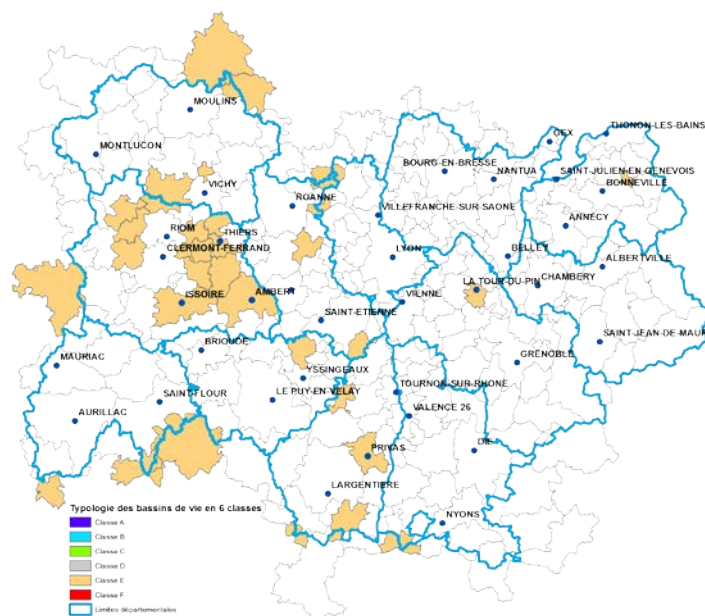 MOULINS
MONTLUCON
VICHY
RIOM
THIERS
CLERMONT-FERRAND
ISSOIRE
AMBERT
ROANNE
BOURG-EN-BRESSE
NANTUA
GEX
THONON-LES-BAINS
SAINT-JULIEN-EN-GENEVOIS
BONNEVILLE
VILLEFRANCHE-SUR-SAONE
ANNECY
LYON
BELLEY
ALBERTVILLE
CHAMBERY
LA TOUR-DU-PIN
VIENNE
SAINT-ETIENNE
SAINT-JEAN-DE-MAUR
GRENOBLE
MAURIAC
BRIOUDE
YSSINGEAUX
SAINT-FLOUR
LE PUY-EN-VELAY
TOURNON-SUR-RHONE
AURILLAC
VALENCE 26
PRIVAS
DIE
LARGENTIERE
NYONS
Typologie des bassins de vie en 6 classes
Classe A
Classe B
Classe C
Classe D
Classe E
Classe F
Limites départementales